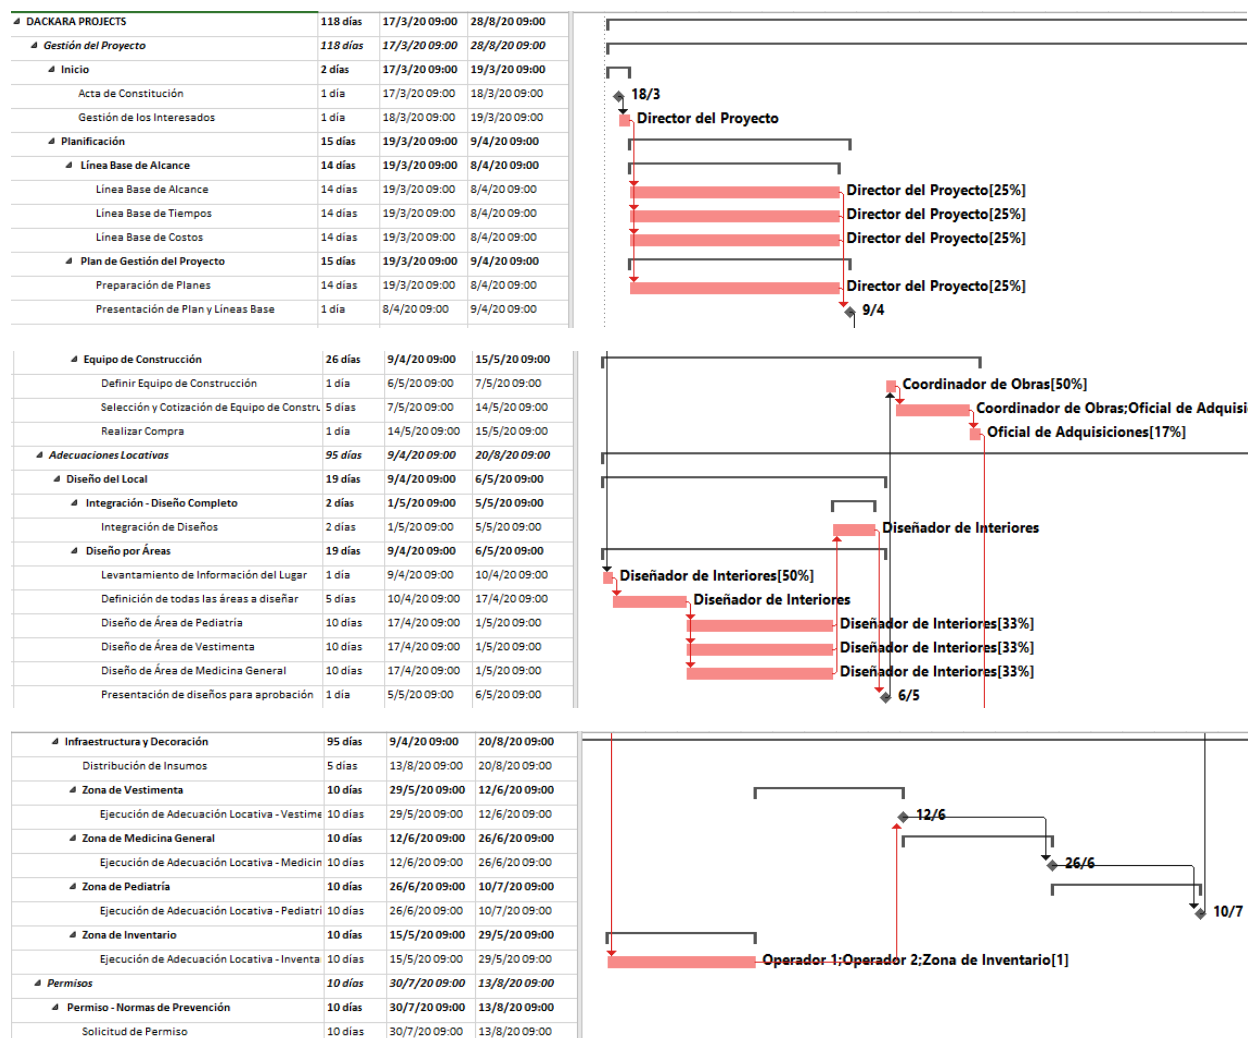 DACKARA PROJECTS 118 días 17/3/20 09:00 28/8/20 09:00
Gestión del Proyecto 118 días 17/3/20 09:00 28/8/20 09:00
Inicio 2 días 17/3/20 09:00 19/3/20 09:00
Acta de Constitución 1 día 17/3/20 09:00 18/3/20 09:00 18/3
Gestión de los Interesados 1 día 18/3/20 09:00 19/3/20 09:00 Director del Proyecto
Planificación 15 días 19/3/20 09:00 9/4/20 09:00
Línea Base de Alcance 14 días 19/3/20 09:00 8/4/20 09:00
Línea Base de Alcance 14 días 19/3/20 09:00 8/4/20 09:00 Director del Proyecto[25%]
Línea Base de Tiempos 14 días 19/3/20 09:00 8/4/20 09:00 Director del Proyecto[25%]
Línea Base de Costos 14 días 19/3/20 09:00 8/4/20 09:00 Director del Proyecto[25%]
Plan de Gestión del Proyecto 15 días 19/3/20 09:00 9/4/20 09:00
Preparación de Planes 14 días 19/3/20 09:00 8/4/20 09:00 Director del Proyecto[25%]
Presentación de Plan y Líneas Base 1 día 8/4/20 09:00 9/4/20 09:00 9/4
Equipo de Construcción 26 días 9/4/20 09:00 15/5/20 09:00
Definir Equipo de Construcción 1 día 6/5/20 09:00 7/5/20 09:00 Coordinador de Obras[50%]
Selección y Cotización de Equipo de Constru 5 días 7/5/20 09:00 14/5/20 09:00 Coordinador de Obras;Oficial de Adquisi
Realizar Compra 1 día 14/5/20 09:00 15/5/20 09:00 Oficial de Adquisiciones[17%]
Adecuaciones Locativas 95 días 9/4/20 09:00 20/8/20 09:00
Diseño del Local 19 días 9/4/20 09:00 6/5/20 09:00
Integración - Diseño Completo 2 días 1/5/20 09:00 5/5/20 09:00
Integración de Diseños 2 días 1/5/20 09:00 5/5/20 09:00 Diseñador de Interiores
Diseño por Áreas 19 días 9/4/20 09:00 6/5/20 09:00
Levantamiento de Información del Lugar 1 día 9/4/20 09:00 10/4/20 09:00 Diseñador de Interiores[50%]
Definición de todas las áreas a diseñar 5 días 10/4/20 09:00 17/4/20 09:00 Diseñador de Interiores
Diseño de Área de Pediatría 10 días 17/4/20 09:00 1/5/20 09:00 Diseñador de Interiores[33%]
Diseño de Área de Vestimenta 10 días 17/4/20 09:00 1/5/20 09:00 Diseñador de Interiores[33%]
Diseño de Área de Medicina General 10 días 17/4/20 09:00 1/5/20 09:00 Diseñador de Interiores[33%]
Presentación de diseños para aprobación 1 día 5/5/20 09:00 6/5/20 09:00 6/5
Infraestructura y Decoración 95 días 9/4/20 09:00 20/8/20 09:00
Distribución de Insumos 5 días 13/8/20 09:00 20/8/20 09:00
Zona de Vestimenta 10 días 29/5/20 09:00 12/6/20 09:00
Ejecución de Adecuación Locativa - Vestime 10 días 29/5/20 09:00 12/6/20 09:00 12/6
Zona de Medicina General 10 días 12/6/20 09:00 26/6/20 09:00
Ejecución de Adecuación Locativa - Medicin 10 días 12/6/20 09:00 26/6/20 09:00 26/6
Zona de Pediatría 10 días 26/6/20 09:00 10/7/20 09:00
Ejecución de Adecuación Locativa - Pediatri 10 días 26/6/20 09:00 10/7/20 09:00 10/7
Zona de Inventario 10 días 15/5/20 09:00 29/5/20 09:00
Ejecución de Adecuación Locativa - Inventa 10 días 15/5/20 09:00 29/5/20 09:00 Operador 1;Operador 2;Zona de Inventario[1]
Permisos 10 días 30/7/20 09:00 13/8/20 09:00
Permiso - Normas de Prevención 10 días 30/7/20 09:00 13/8/20 09:00
Solicitud de Permiso 10 días 30/7/20 09:00 13/8/20 09:00